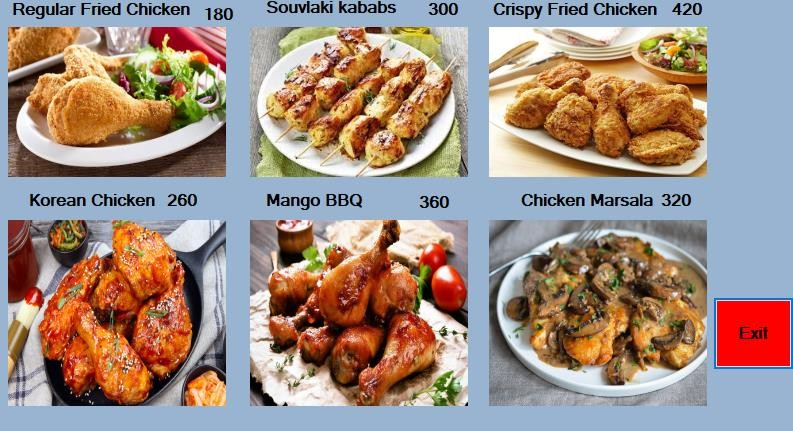 Regular Fried Chicken 180
Souvlaki kababs 300
Crispy Fried Chicken 420
Korean Chicken 260
Mango BBQ 360
Chicken Marsala 320
Exit